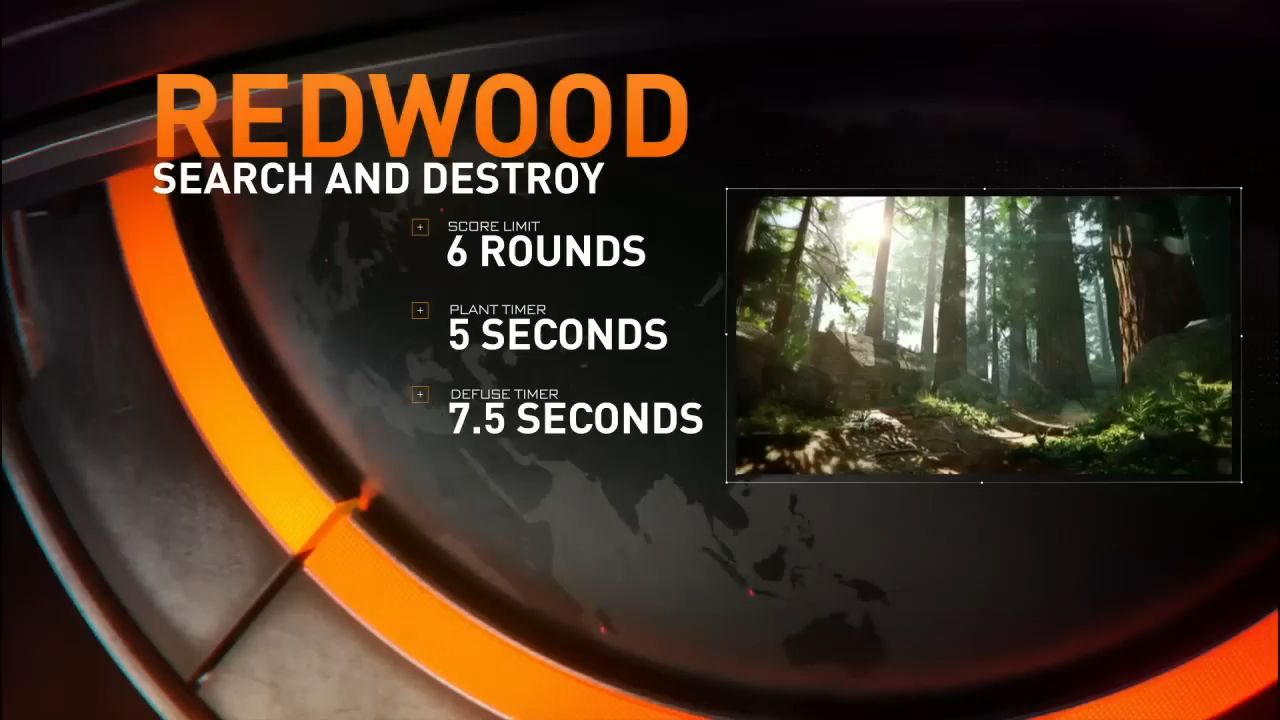 REDWOOD
SEARCH AND DESTROY
SCORE LIMIT
6 ROUNDS
PLANT TIMER
5 SECONDS
DEFUSE TIMER
7.5 SECONDS